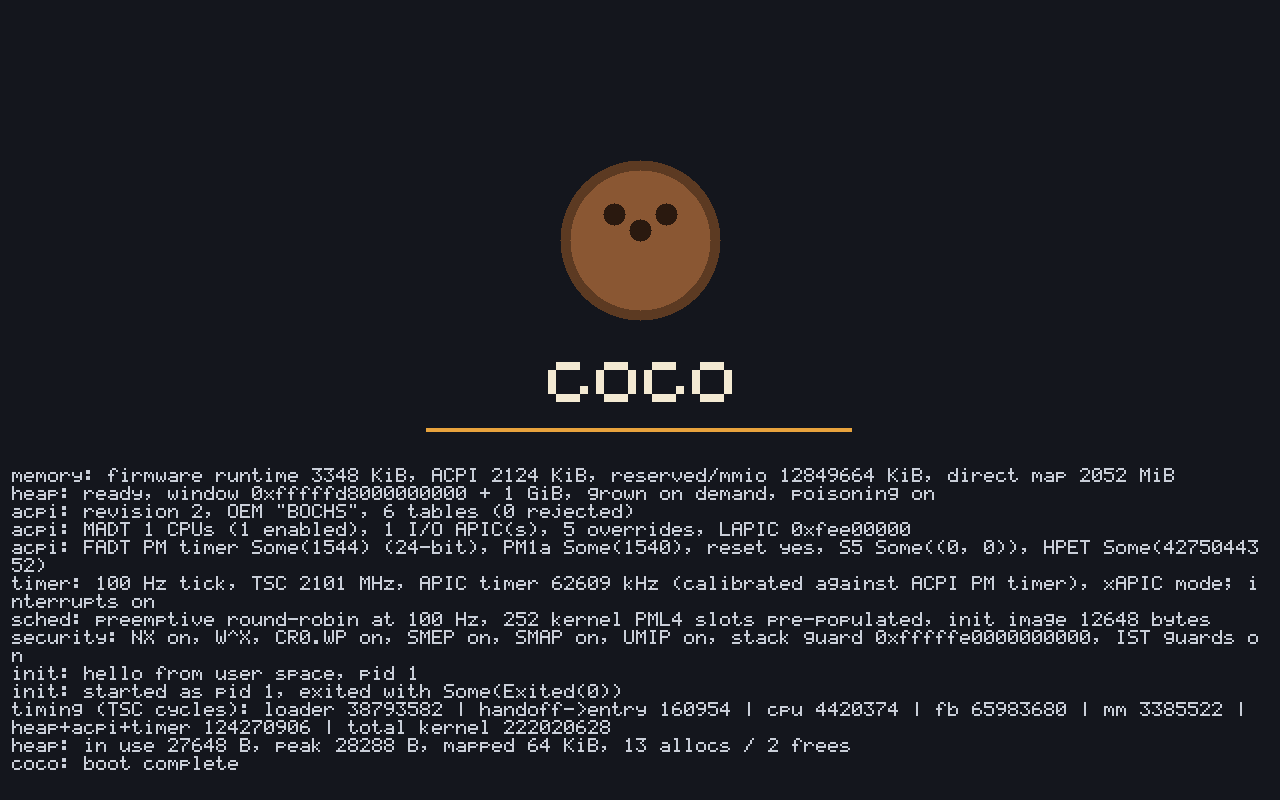 COCO
memory: firmware runtime 3348 KiB, ACPI 2124 KiB, reserved/mmio 12849664 KiB, direct map 2052 MiB
heap: ready, window 0xfffffd8000000000 + 1 GiB, grown on demand, poisoning on
acpi: revision 2, OEM "BOCHS", 6 tables (0 rejected)
acpi: MADT 1 CPUs (1 enabled), 1 I/O APIC(s), 5 overrides, LAPIC 0xfee00000
acpi: FADT PM timer Some(1544) (24-bit), PM1a Some(1540), reset yes, S5 Some((0, 0)), HPET Some(42750443
52)
timer: 100 Hz tick, TSC 2101 MHz, APIC timer 62609 kHz (calibrated against ACPI PM timer), xAPIC mode; i
nterrupts on
sched: preemptive round-robin at 100 Hz, 252 kernel PML4 slots pre-populated, init image 12648 bytes
security: NX on, W^X, CR0.WP on, SMEP on, SMAP on, UMIP on, stack guard 0xfffffe0000000000, IST guards o
n
init: hello from user space, pid 1
init: started as pid 1, exited with Some(Exited(0))
timing (TSC cycles): loader 38793582 | handoff->entry 160954 | cpu 4420374 | fb 65983680 | mm 3385522 |
heap+acpi+timer 124270906 | total kernel 222020628
heap: in use 27648 B, peak 28288 B, mapped 64 KiB, 13 allocs / 2 frees
coco: boot complete